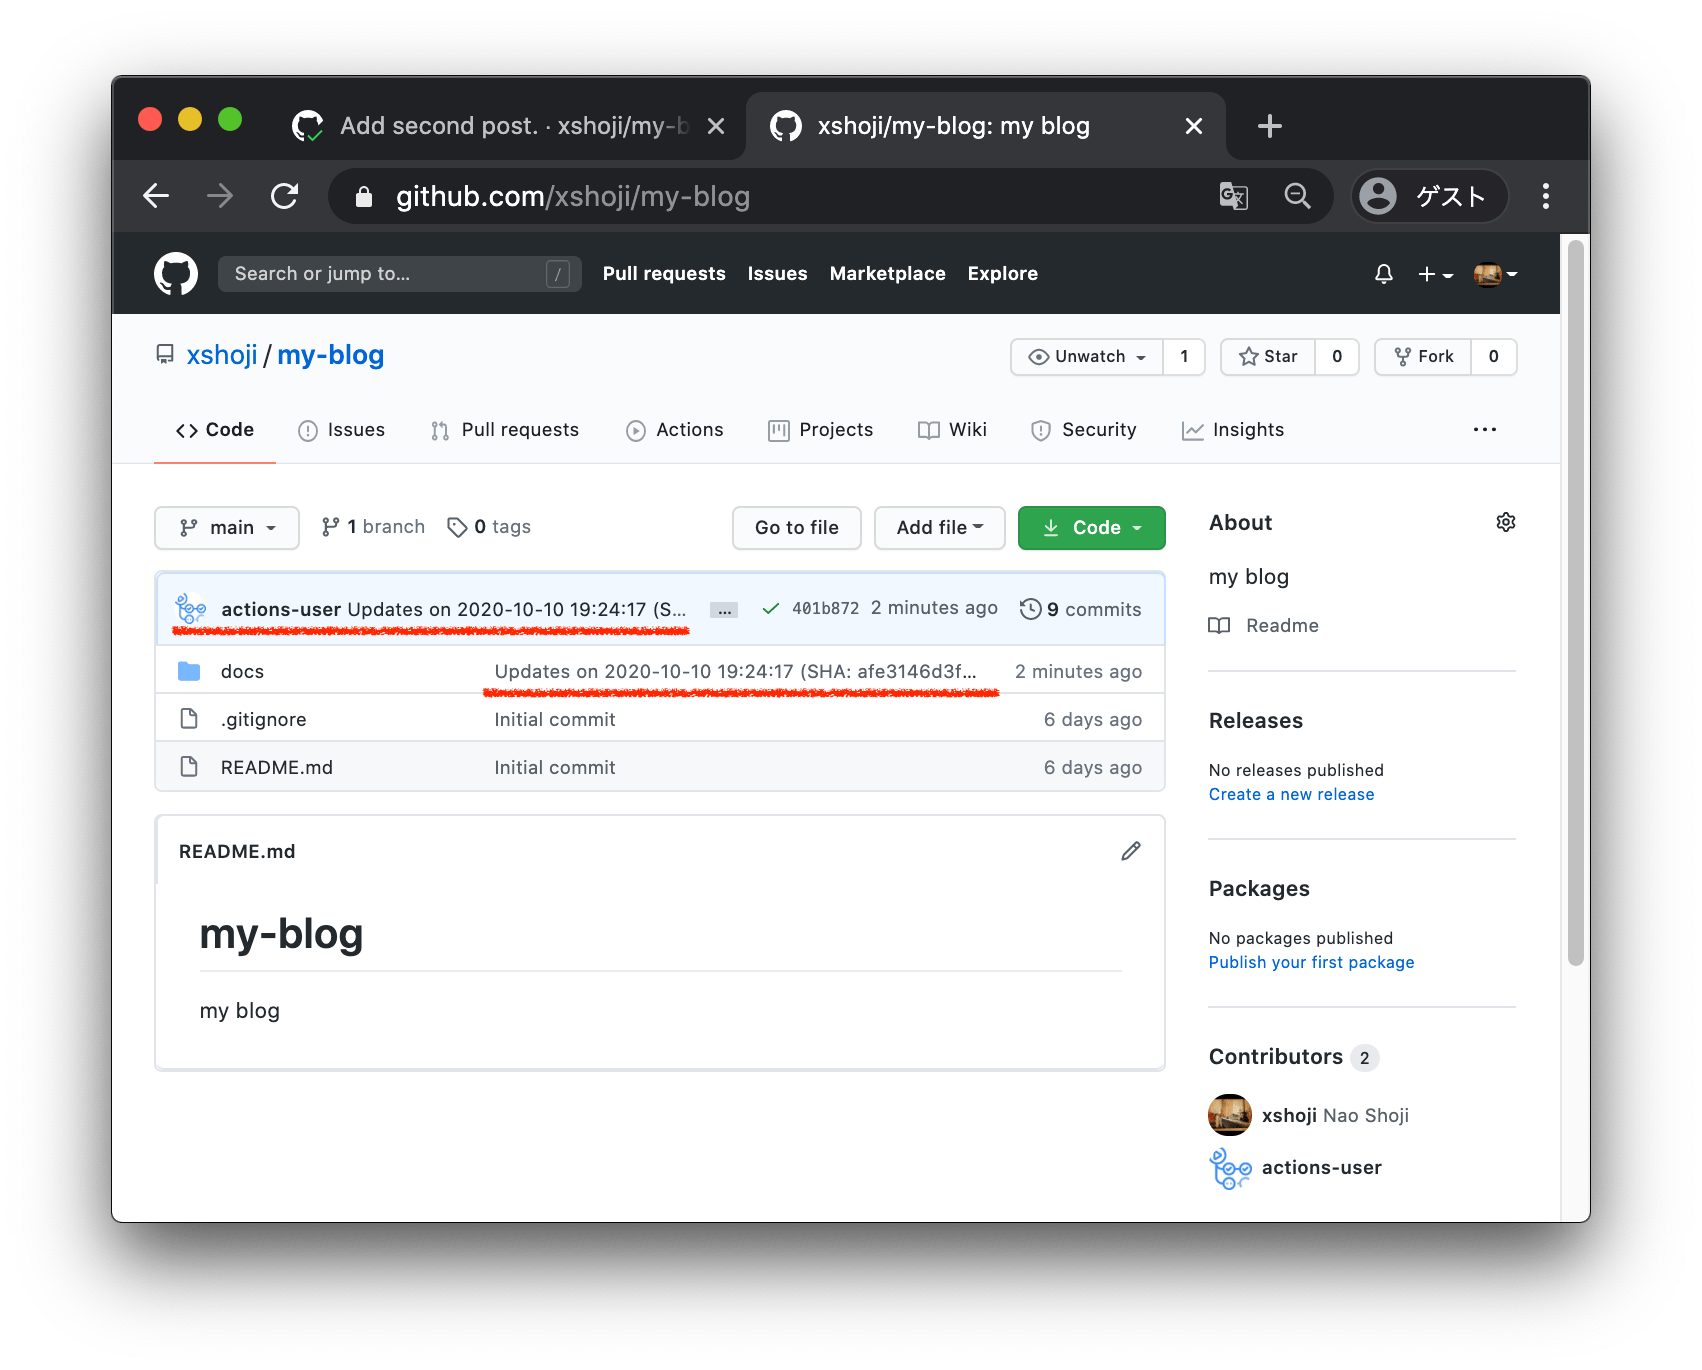 Add second post. · xshoji/my-b
xshoji/my-blog: my blog
github.com/xshoji/my-blog
ゲスト
Search or jump to... /
Pull requests Issues Marketplace Explore
xshoji / my-blog
Unwatch 1 Star 0 Fork 0
Code Issues Pull requests Actions Projects Wiki Security Insights ...
main 1 branch 0 tags Go to file Add file Code
actions-user Updates on 2020-10-10 19:24:17 (S... ... 401b872 2 minutes ago 9 commits
docs Updates on 2020-10-10 19:24:17 (SHA: afe3146d3f... 2 minutes ago
.gitignore Initial commit 6 days ago
README.md Initial commit 6 days ago
README.md
my-blog
my blog
About
my blog
Readme
Releases
No releases published
Create a new release
Packages
No packages published
Publish your first package
Contributors 2
xshoji Nao Shoji
actions-user